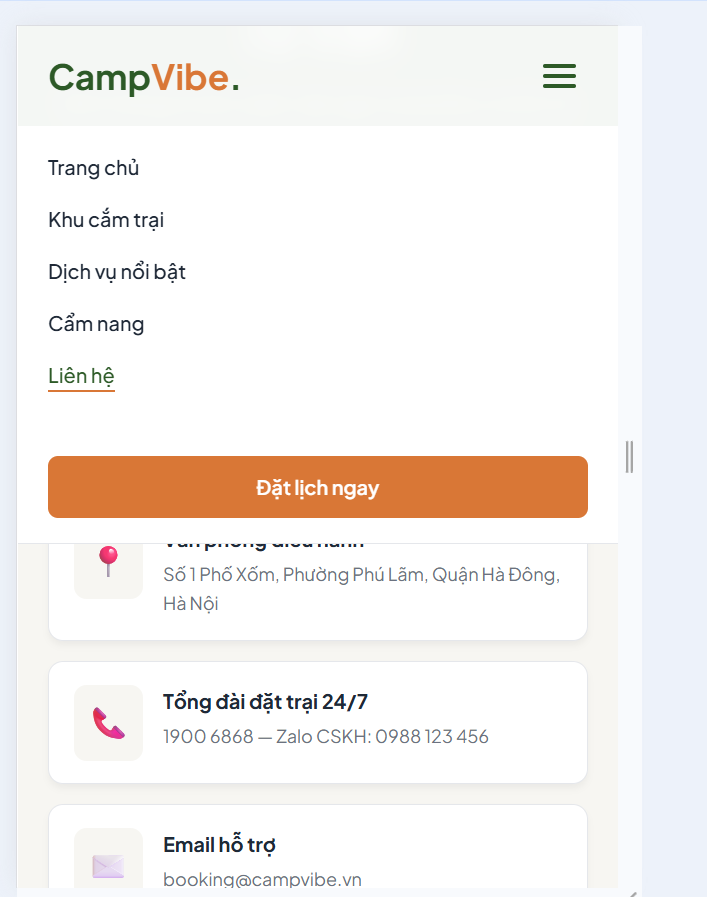 CampVibe.
Trang chủ
Khu cắm trại
Dịch vụ nổi bật
Cẩm nang
Liên hệ
Đặt lịch ngay
Số 1 Phố Xốm, Phường Phú Lãm, Quận Hà Đông,
Hà Nội
Tổng đài đặt trại 24/7
1900 6868 — Zalo CSKH: 0988 123 456
Email hỗ trợ
booking@campvibe.vn